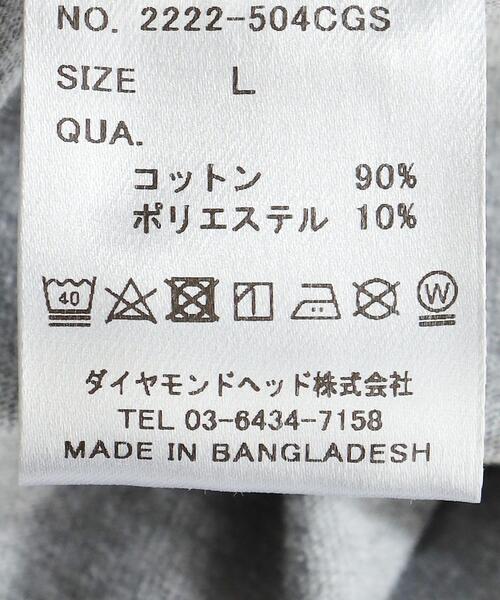 NO. 2222-504CGS
SIZE L
QUA.
コットン 90%
ポリエステル 10%
40 W
ダイヤモンドヘッド株式会社
TEL 03-6434-7158
MADE IN BANGLADESH